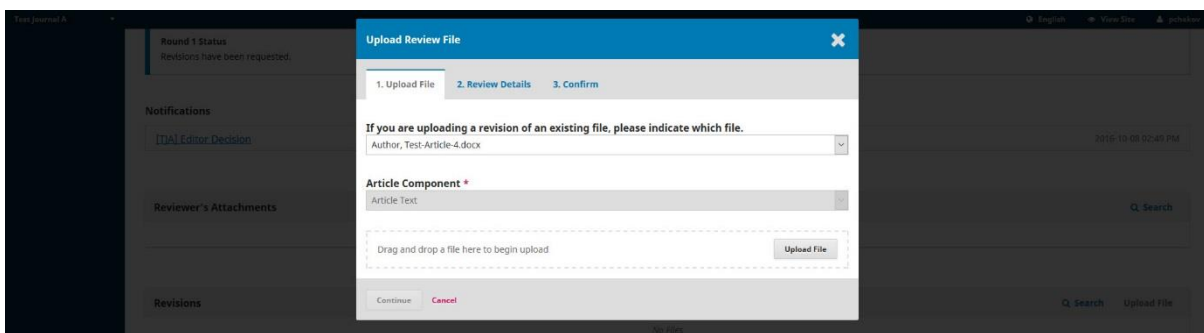 Test Journal A
English View Site pchekov
Round 1 Status
Revisions have been requested.
Notifications
[TJA] Editor Decision
2016-10-09 02:40 PM
Reviewer's Attachments
Search
Revisions
Search Upload File
No Files
Upload Review File
1. Upload File 2. Review Details 3. Confirm
If you are uploading a revision of an existing file, please indicate which file.
Author, Test-Article-4.docx
Article Component *
Article Text
Drag and drop a file here to begin upload
Upload File
Continue Cancel